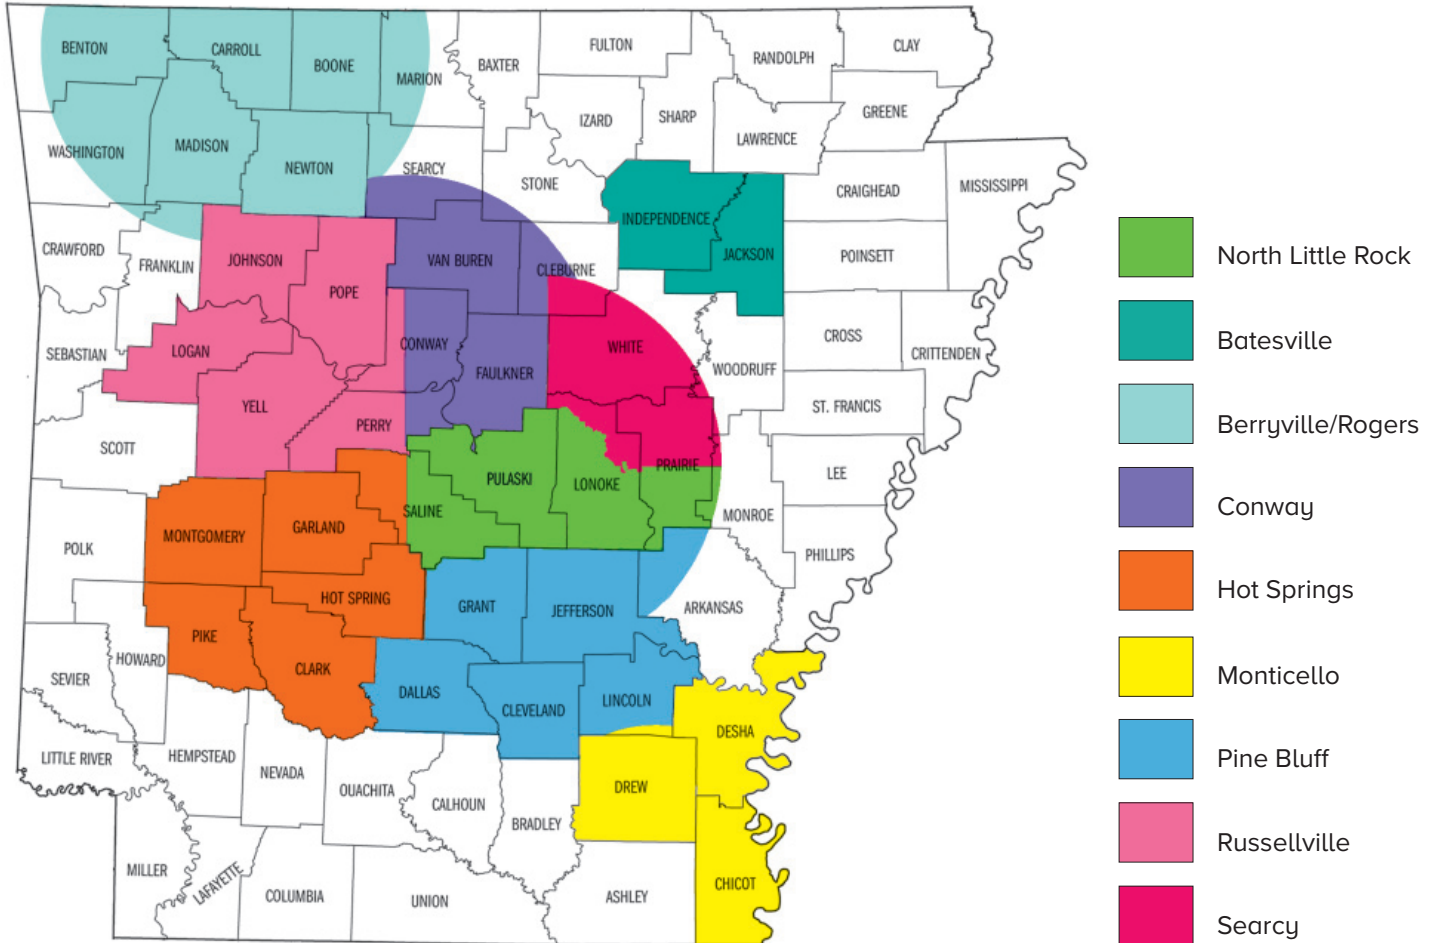 BENTON
CARROLL
BOONE
MARION
BAXTER
FULTON
RANDOLPH
CLAY
IZARD
SHARP
LAWRENCE
GREENE
WASHINGTON
MADISON
NEWTON
SEARCY
STONE
INDEPENDENCE
JACKSON
CRAIGHEAD
MISSISSIPPI
CRAWFORD
FRANKLIN
JOHNSON
POPE
VAN BUREN
CLEBURNE
POINSETT
SEBASTIAN
LOGAN
CONWAY
FAULKNER
WHITE
WOODRUFF
CROSS
CRITTENDEN
SCOTT
YELL
PERRY
ST. FRANCIS
PULASKI
LONOKE
PRAIRIE
LEE
SALINE
MONROE
POLK
MONTGOMERY
GARLAND
PHILLIPS
HOT SPRING
GRANT
JEFFERSON
ARKANSAS
PIKE
CLARK
HOWARD
SEVIER
DALLAS
CLEVELAND
LINCOLN
DESHA
LITTLE RIVER
HEMPSTEAD
NEVADA
OUACHITA
CALHOUN
BRADLEY
DREW
MILLER
LAFAYETTE
COLUMBIA
UNION
ASHLEY
CHICOT
North Little Rock
Batesville
Berryville/Rogers
Conway
Hot Springs
Monticello
Pine Bluff
Russellville
Searcy